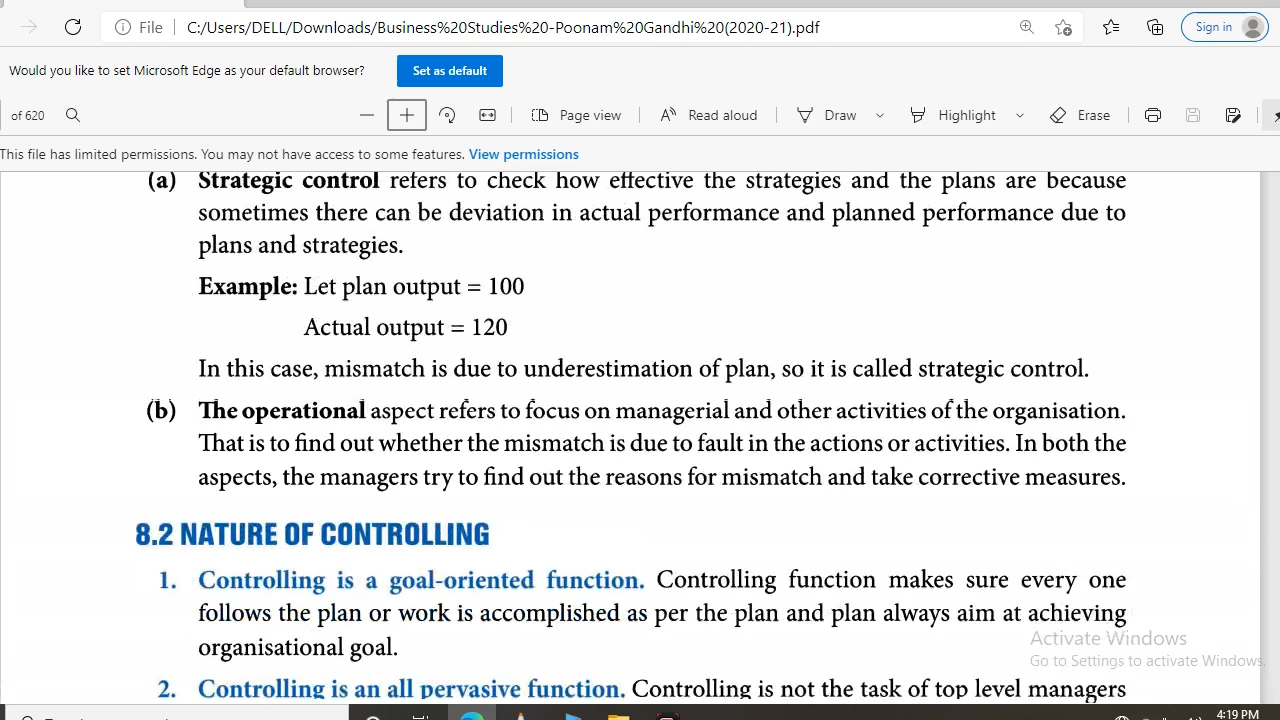 File C:/Users/DELL/Downloads/Business%20Studies%20-Poonam%20Gandhi%20(2020-21).pdf Sign in
Would you like to set Microsoft Edge as your default browser? Set as default
of 620 Page view Read aloud Draw Highlight Erase
This file has limited permissions. You may not have access to some features. View permissions
(a) Strategic control refers to check how effective the strategies and the plans are because
sometimes there can be deviation in actual performance and planned performance due to
plans and strategies.
Example: Let plan output = 100
Actual output = 120
In this case, mismatch is due to underestimation of plan, so it is called strategic control.
(b) The operational aspect refers to focus on managerial and other activities of the organisation.
That is to find out whether the mismatch is due to fault in the actions or activities. In both the
aspects, the managers try to find out the reasons for mismatch and take corrective measures.
8.2 NATURE OF CONTROLLING
1. Controlling is a goal-oriented function. Controlling function makes sure every one
follows the plan or work is accomplished as per the plan and plan always aim at achieving
organisational goal.
Activate Windows
Go to Settings to activate Windows.
2. Controlling is an all pervasive function. Controlling is not the task of top level managers
4:19 PM